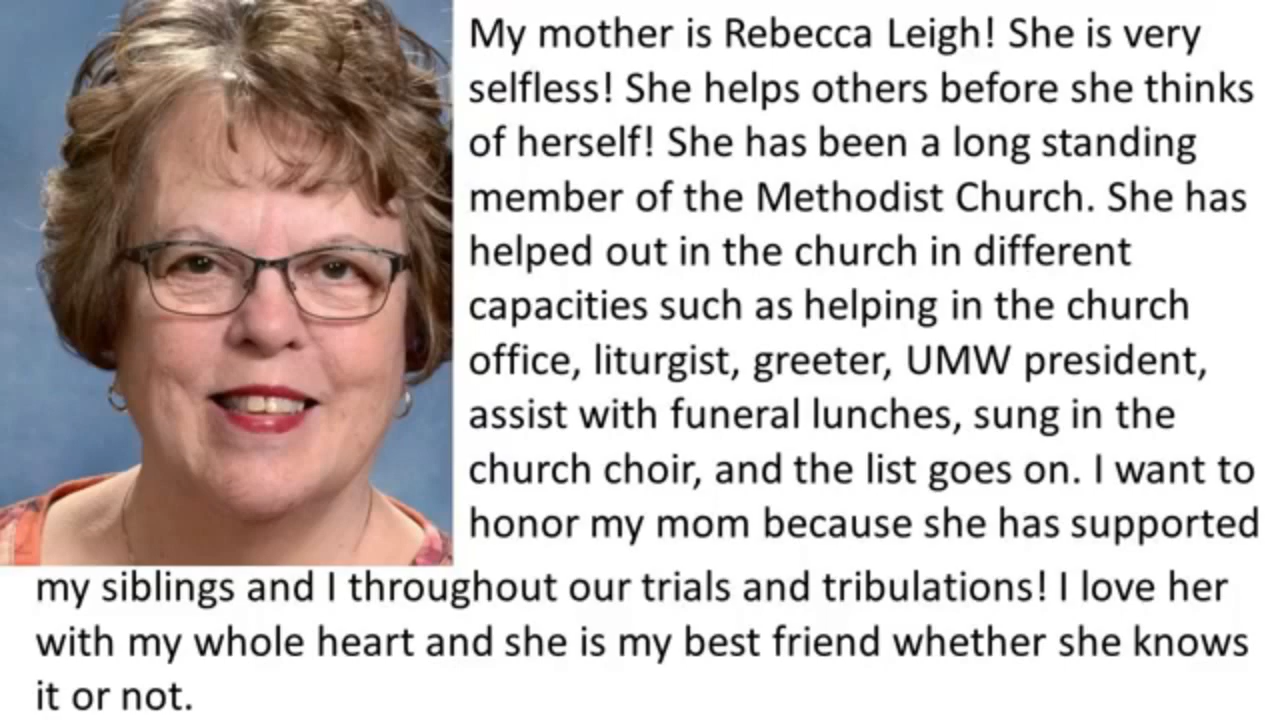 My mother is Rebecca Leigh! She is very
selfless! She helps others before she thinks
of herself! She has been a long standing
member of the Methodist Church. She has
helped out in the church in different
capacities such as helping in the church
office, liturgist, greeter, UMW president,
assist with funeral lunches, sung in the
church choir, and the list goes on. I want to
honor my mom because she has supported
my siblings and I throughout our trials and tribulations! I love her
with my whole heart and she is my best friend whether she knows
it or not.